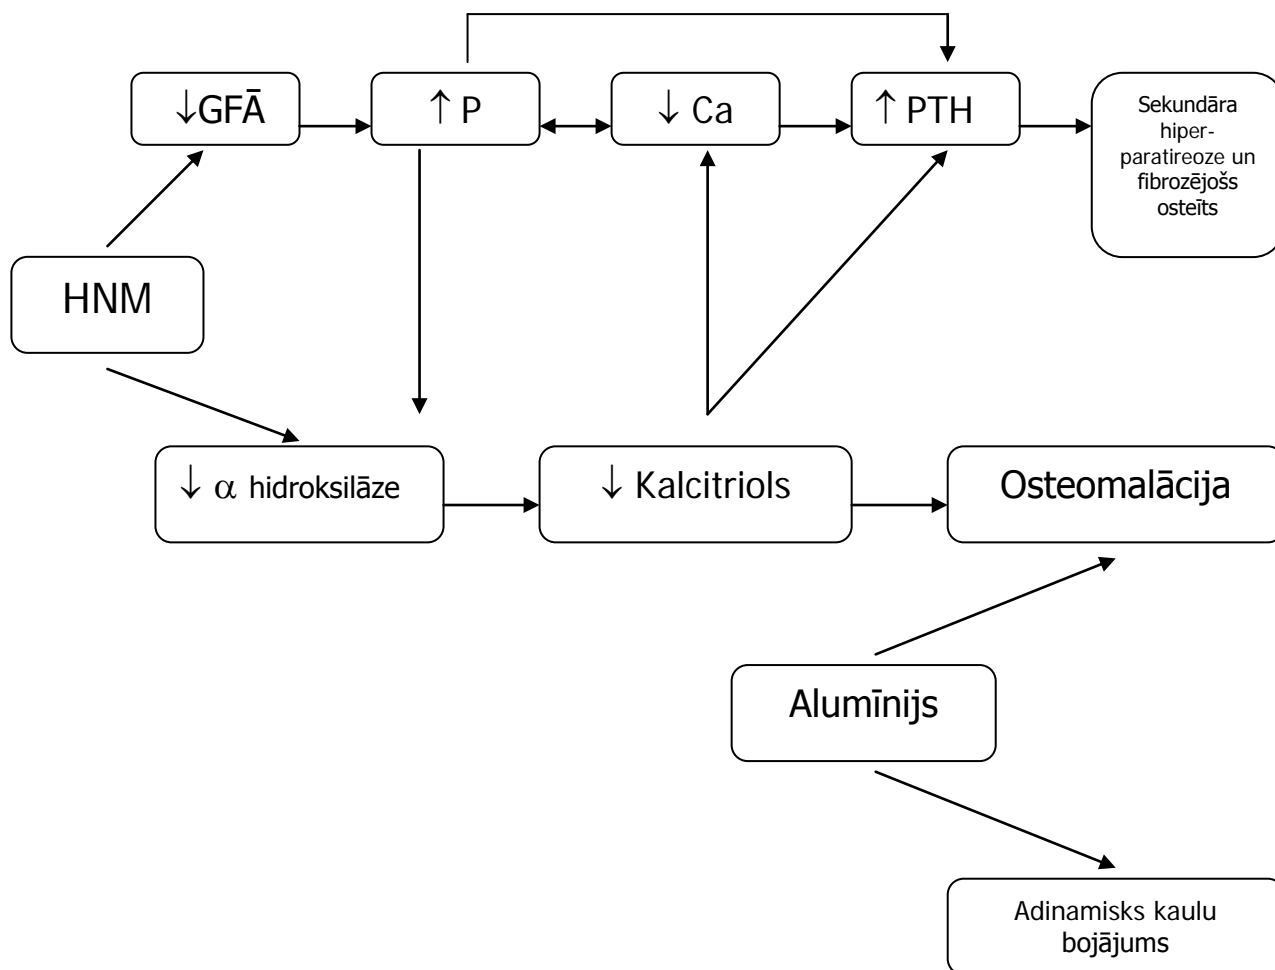 ↓GFĀ
↑ P
↓ Ca
↑ PTH
Sekundāra
hiper-
paratireoze un
fibrozējošs
osteīts
HNM
↓ α hidroksilāze
↓ Kalcitriols
Osteomalācija
Alumīnijs
Adinamisks kaulu
bojājums